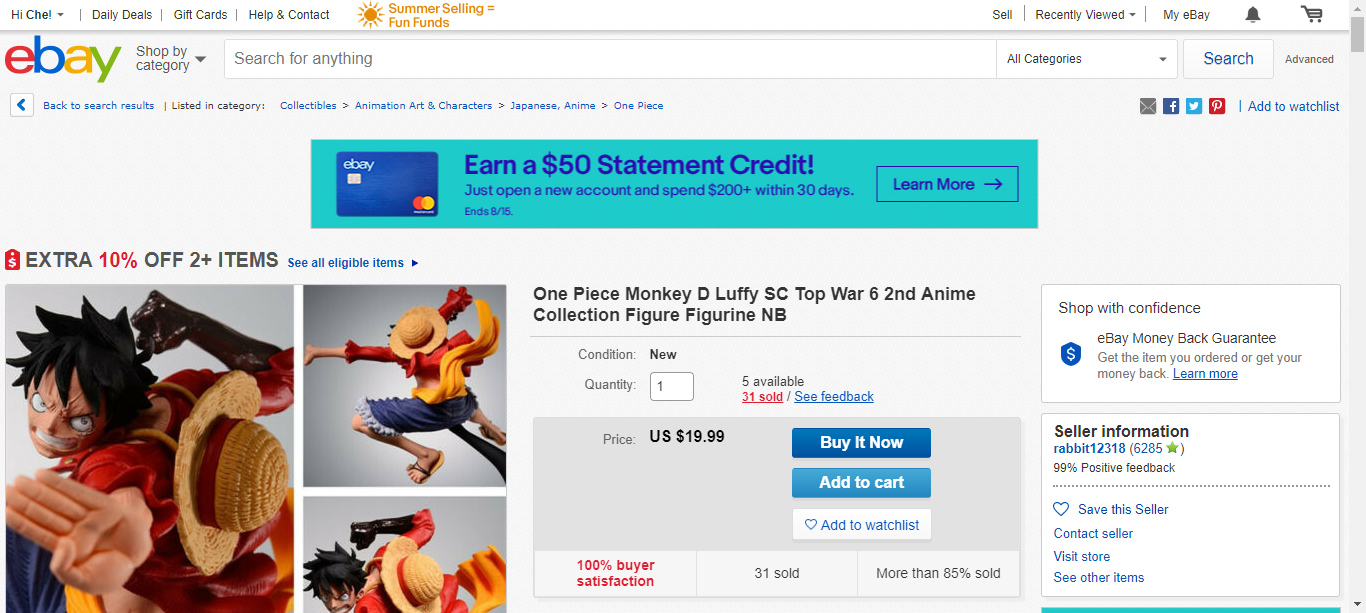 Hi Che! Daily Deals Gift Cards Help & Contact Summer Selling = Sell Recently Viewed My eBay
Fun Funds
ebay Shop by category Search for anything All Categories Search Advanced
Back to search results | Listed in category: Collectibles > Animation Art & Characters > Japanese, Anime > One Piece | Add to watchlist
ebay
mastercard
Earn a $50 Statement Credit!
Just open a new account and spend $200+ within 30 days.
Ends 8/15.
Learn More →
EXTRA 10% OFF 2+ ITEMS See all eligible items
One Piece Monkey D Luffy SC Top War 6 2nd Anime
Collection Figure Figurine NB
Condition: New
Quantity: 1 5 available
31 sold / See feedback
Price: US $19.99
Buy It Now
Add to cart
Add to watchlist
100% buyer satisfaction 31 sold More than 85% sold
Shop with confidence
eBay Money Back Guarantee
Get the item you ordered or get your
money back. Learn more
Seller information
rabbit12318 (6285)
99% Positive feedback
Save this Seller
Contact seller
Visit store
See other items